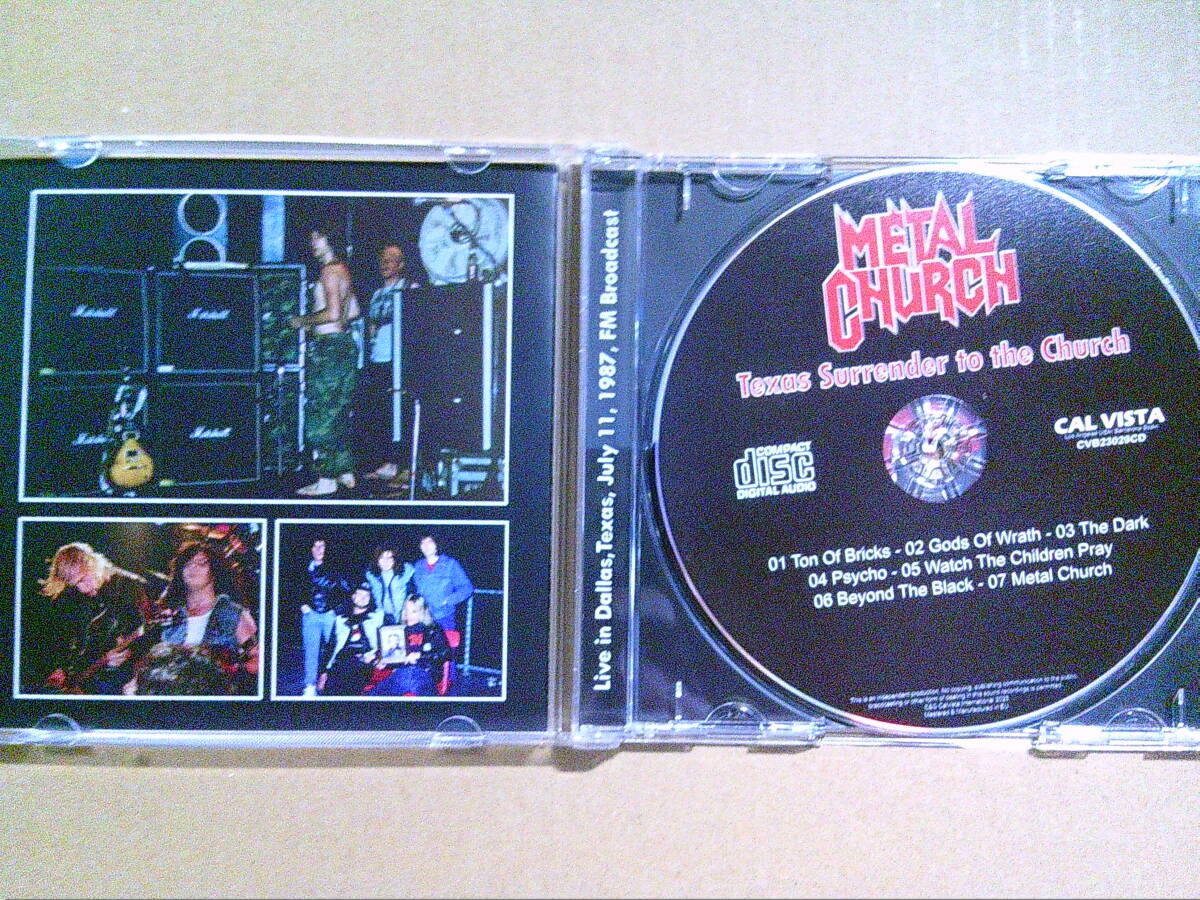 Marshall
Marshall
Marshall
Marshall
Live in Dallas,Texas, July 11, 1987, FM Broadcast
METAL
CHURCH
Texas Surrender to the Church
COMPACT
disc
DIGITAL AUDIO
CAL VISTA
CVB23029CD
01 Ton Of Bricks - 02 Gods Of Wrath - 03 The Dark
04 Psycho - 05 Watch The Children Pray
06 Beyond The Black - 07 Metal Church